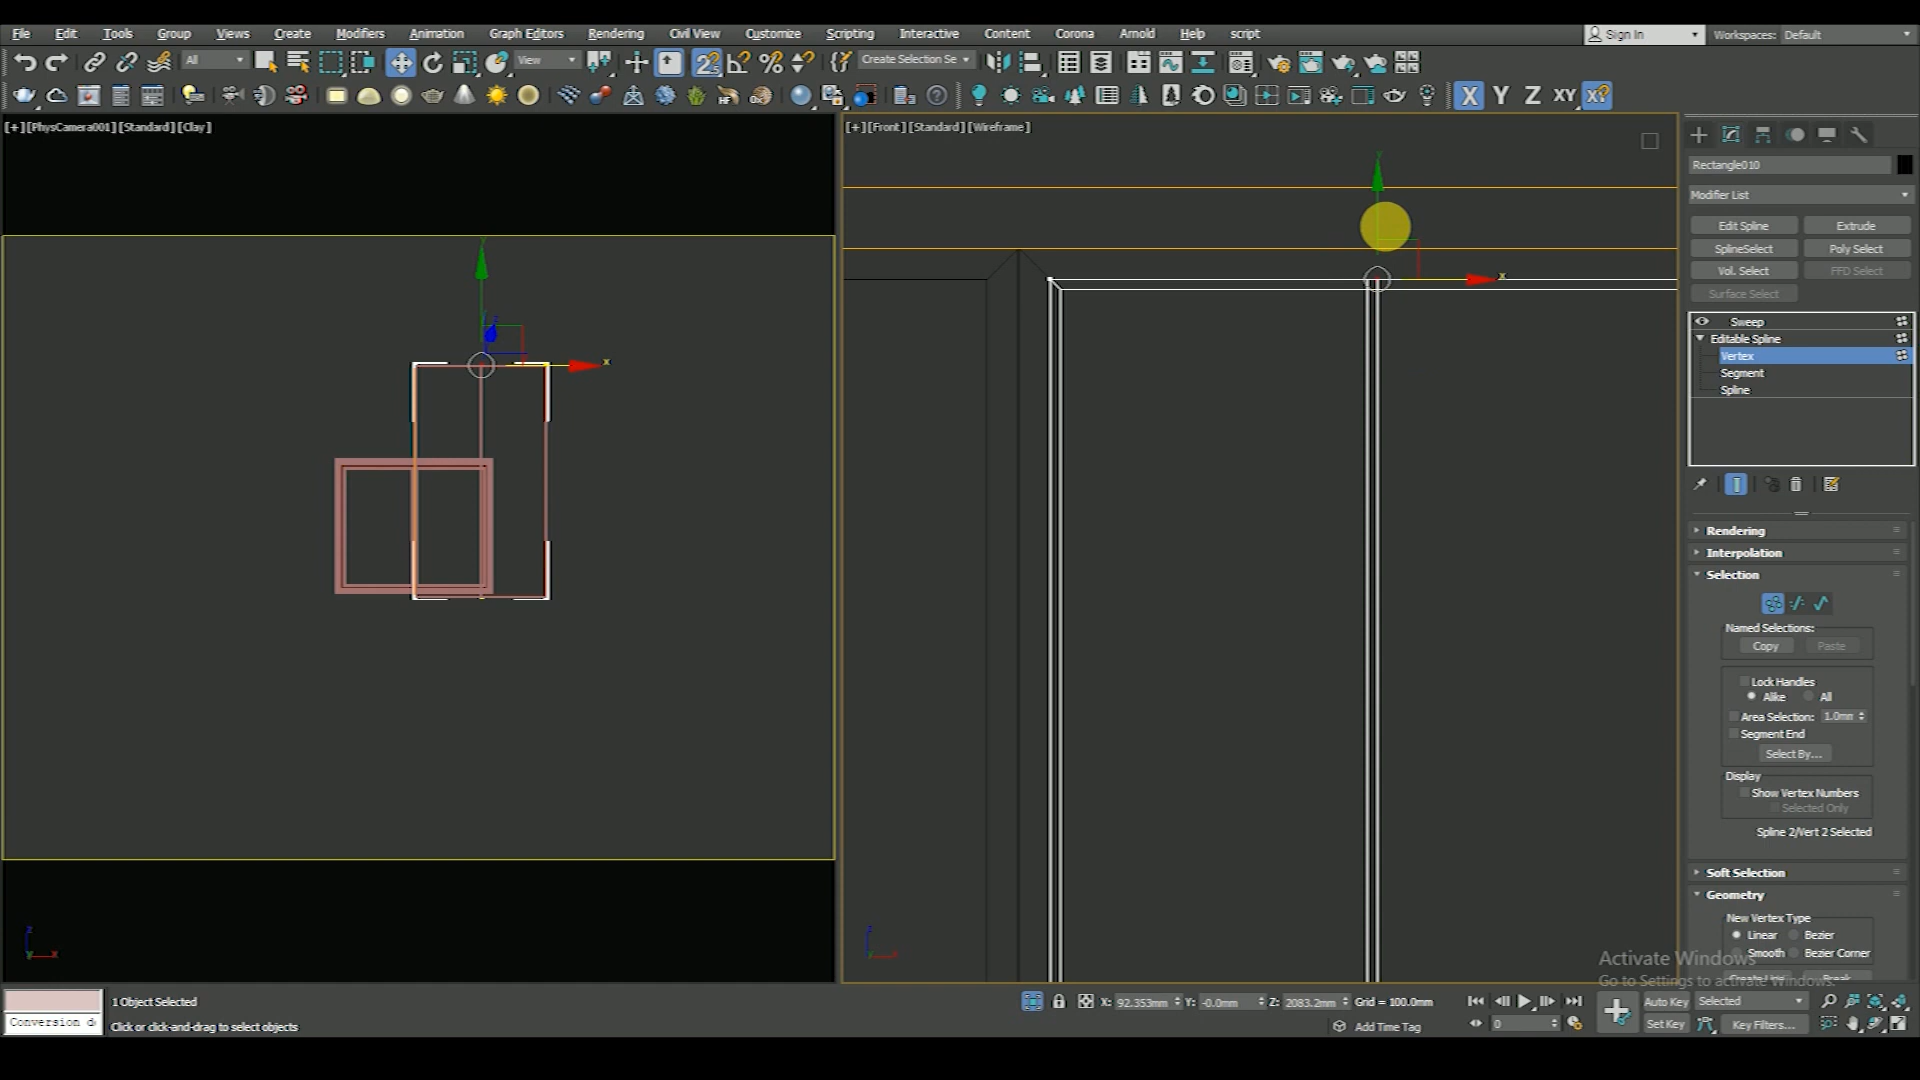 File Edit Tools Group Views Create Modifiers Animation Graph Editors Rendering Civil View Customize Scripting Interactive Content Corona Arnold Help script Sign In Workspaces: Default
All View Create Selection Se
HF X Y Z XY XY
[+][PhysCamera001][Standard][Clay]
[+][Front][Standard][Wireframe]
Rectangle010
Modifier List
Edit Spline Extrude
SplineSelect Poly Select
Vol. Select FFD Select
Surface Select
Sweep
Editable Spline
Vertex
Segment
Spline
Rendering
Interpolation
Selection
Named Selections:
Copy Paste
Lock Handles
Alike All
Area Selection: 1.0mm
Segment End
Select By...
Display
Show Vertex Numbers
Selected Only
Spline 2/Vert 2 Selected
Soft Selection
Geometry
New Vertex Type
Linear Bezier
Smooth Bezier Corner
Create Line Break
Activate Windows
Go to Settings to activate Windows.
1 Object Selected
Click or click-and-drag to select objects
X: 92.353mm Y: -0.0mm Z: 2083.2mm Grid = 100.0mm
Add Time Tag
0
Auto Key Selected
Set Key Key Filters...